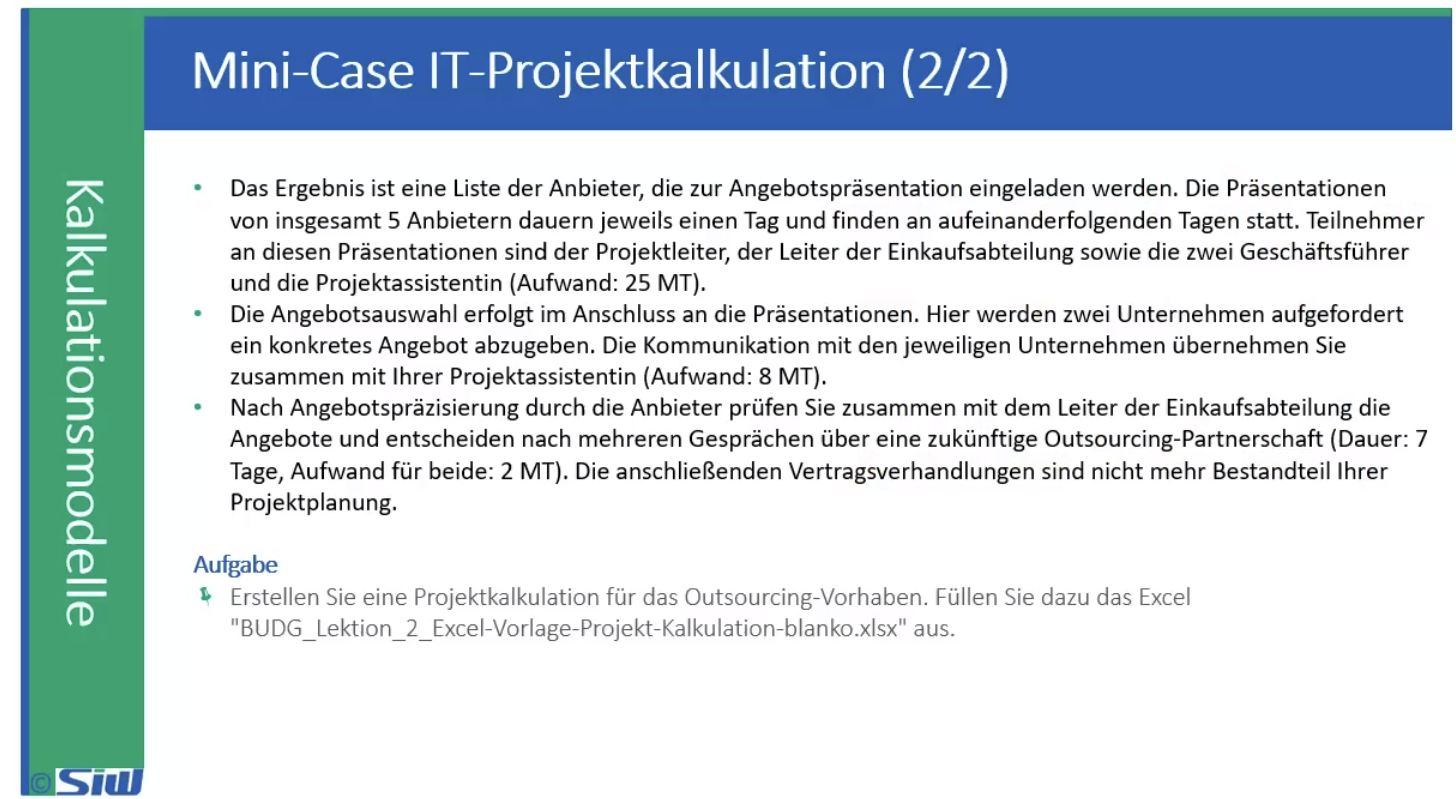 Mini-Case IT-Projektkalkulation (2/2)
Kalkulationsmodelle
• Das Ergebnis ist eine Liste der Anbieter, die zur Angebotspräsentation eingeladen werden. Die Präsentationen
von insgesamt 5 Anbietern dauern jeweils einen Tag und finden an aufeinanderfolgenden Tagen statt. Teilnehmer
an diesen Präsentationen sind der Projektleiter, der Leiter der Einkaufsabteilung sowie die zwei Geschäftsführer
und die Projektassistentin (Aufwand: 25 MT).
• Die Angebotsauswahl erfolgt im Anschluss an die Präsentationen. Hier werden zwei Unternehmen aufgefordert
ein konkretes Angebot abzugeben. Die Kommunikation mit den jeweiligen Unternehmen übernehmen Sie
zusammen mit Ihrer Projektassistentin (Aufwand: 8 MT).
• Nach Angebotspräzisierung durch die Anbieter prüfen Sie zusammen mit dem Leiter der Einkaufsabteilung die
Angebote und entscheiden nach mehreren Gesprächen über eine zukünftige Outsourcing-Partnerschaft (Dauer: 7
Tage, Aufwand für beide: 2 MT). Die anschließenden Vertragsverhandlungen sind nicht mehr Bestandteil Ihrer
Projektplanung.
Aufgabe
Erstellen Sie eine Projektkalkulation für das Outsourcing-Vorhaben. Füllen Sie dazu das Excel
"BUDG_Lektion_2_Excel-Vorlage-Projekt-Kalkulation-blanko.xlsx" aus.
© SIW